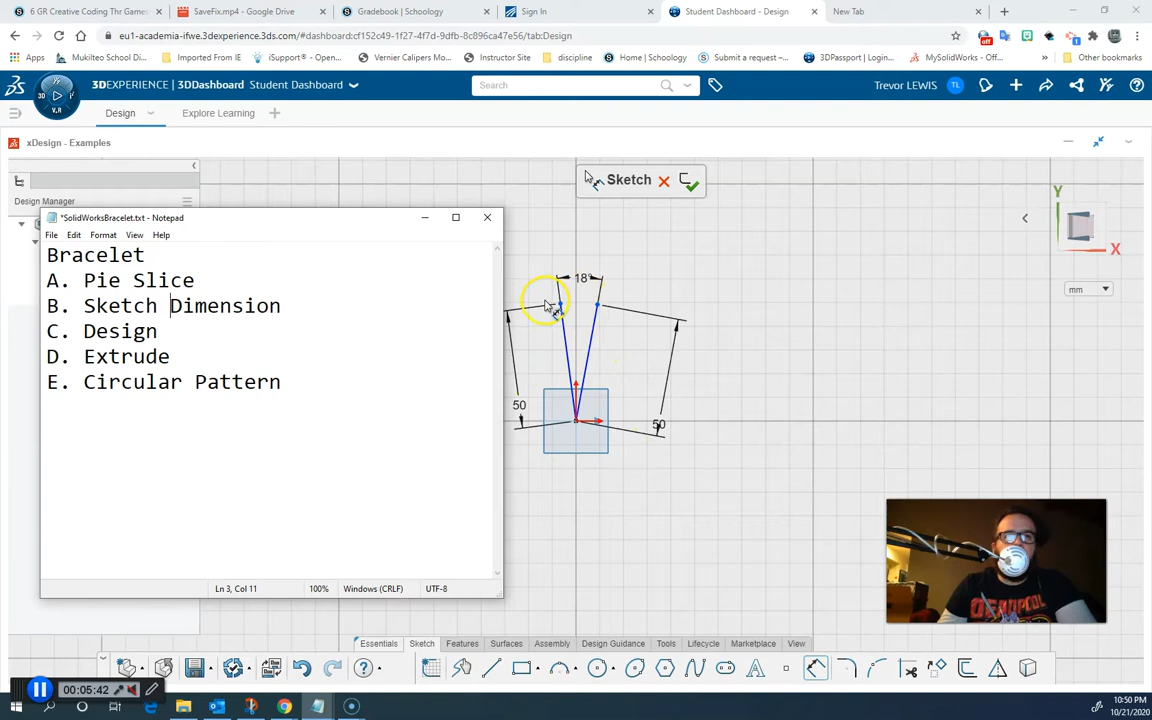 6 GR Creative Coding Thr Game
SaveFix.mp4 - Google Drive
Gradebook | Schoology
Sign In
Student Dashboard - Design
New Tab
eu1-academia-ifwe.3dexperience.3ds.com/#dashboard:cf152c49-1f27-4f7d-9dfb-8c896ca47e56/tab:Design
Apps
Mukilteo School Di...
Imported From IE
iSupport® - Open...
Vernier Calipers Mo...
Instructor Site
discipline
Home | Schoology
Submit a request –...
3DPassport | Login...
MySolidWorks - Off...
Other bookmarks
3DEXPERIENCE | 3DDashboard Student Dashboard
Search
Trevor LEWIS
TL
3D
V.R
Design
Explore Learning
xDesign - Examples
Design Manager
Sketch
*SolidWorksBracelet.txt - Notepad
File Edit Format View Help
Bracelet
A. Pie Slice
B. Sketch Dimension
C. Design
D. Extrude
E. Circular Pattern
Ln 3, Col 11
100%
Windows (CRLF)
UTF-8
18°
50
50
Y
X
mm
DEADPOOL
Essentials Sketch Features Surfaces Assembly Design Guidance Tools Lifecycle Marketplace View
00:05:42
10:50 PM
10/21/2020